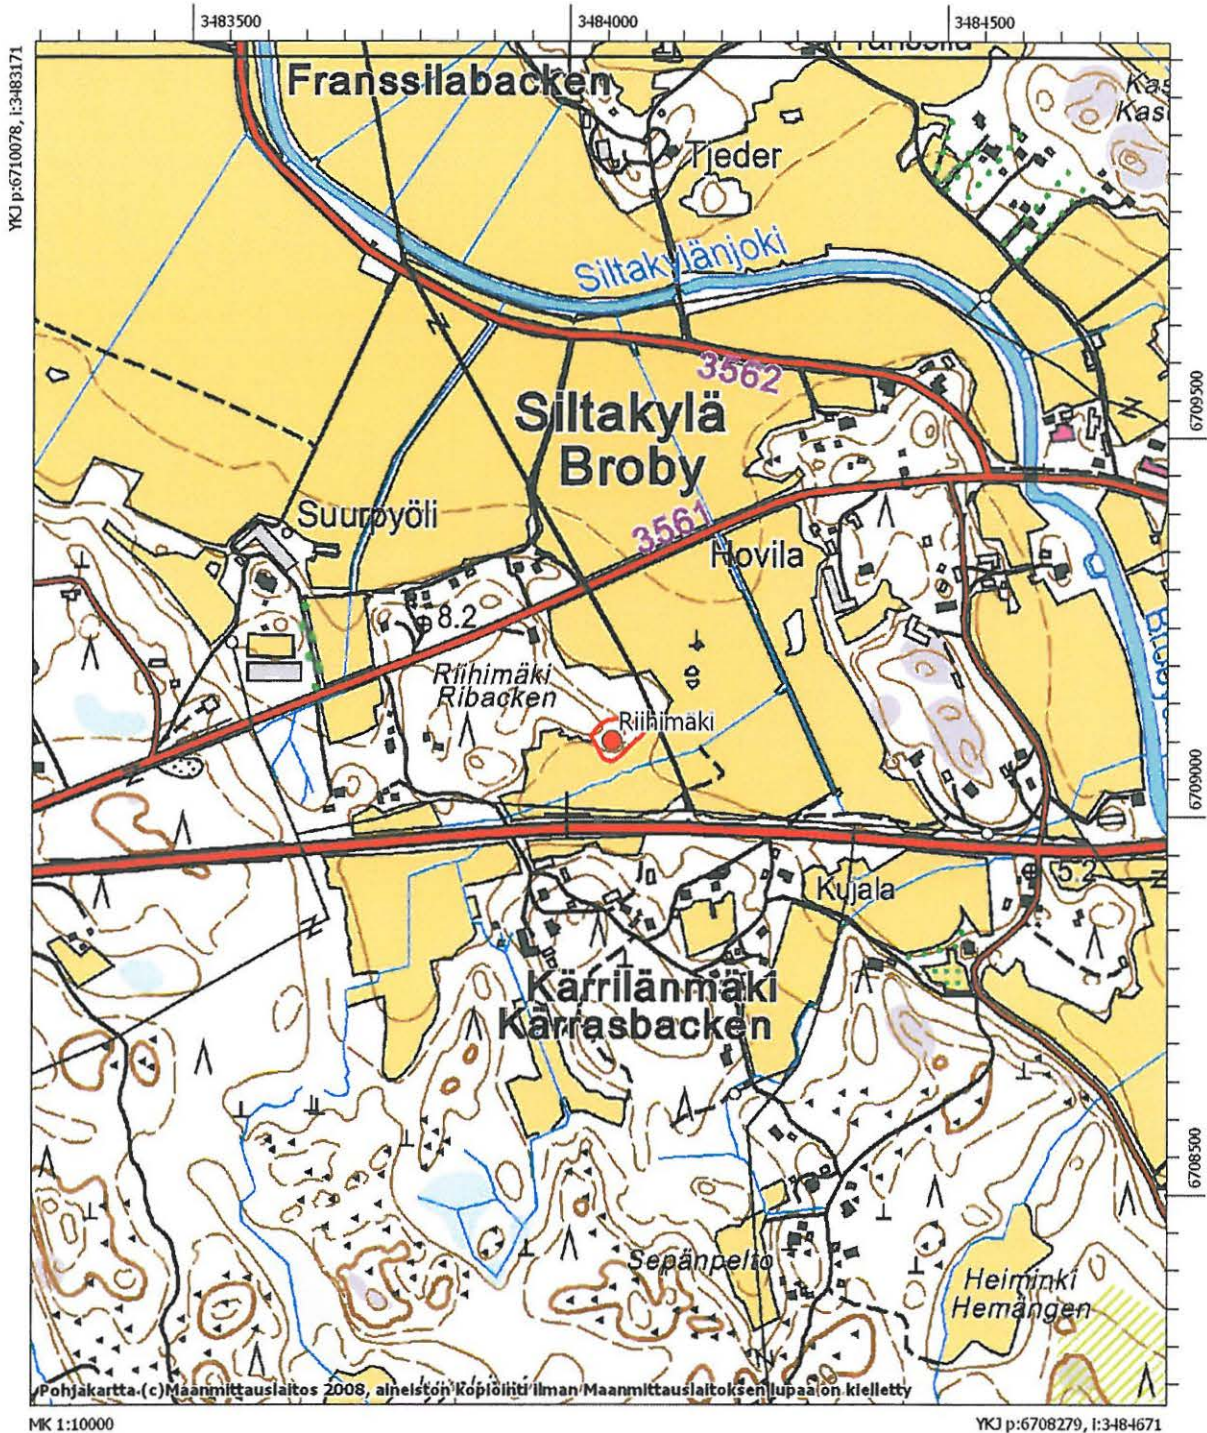 3483500
3484000
3484500
YKJ p:6710078, i:3483171
Franssilabacken
Tjeder
Siltakylänjoki
3562
6709500
Siltakylä
Broby
Suurpyöli
3561
Hovila
8.2
Riihimäki
Ribacken
Riihimäki
6709000
5.2
Kujala
Kärrilänmäki
Kärrasbacken
6708500
Sepänpelto
Heiminki
Hemängen
Pohjakartta (c)Maanmittauslaitos 2008, aineiston kopiointi ilman Maanmittauslaitoksen lupaa on kielletty
MK 1:10000
YKJ p:6708279, i:3484671